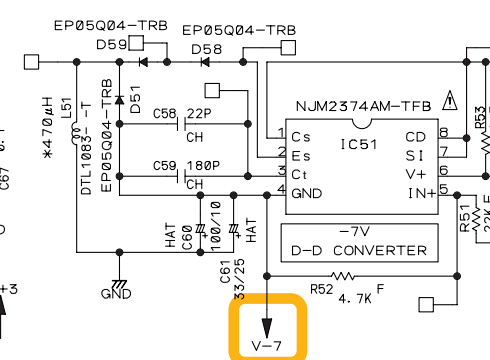 EP05Q04-TRB
EP05Q04-TRB
D59
D58
*470μH
L51
DTL1083- -T
EP05Q04-TRB
D51
C58
22P
CH
C59
180P
CH
NJM2374AM-TFB
IC51
1
Cs
CD
8
2
Es
SI
7
3
Ct
V+
6
4
GND
IN+
5
R53
R51
22K
F
C67
-7V
D-D CONVERTER
HAT
C60
100/10
HAT
C61
33/25
+
+
GND
R52
4.7K
F
+3
V-7